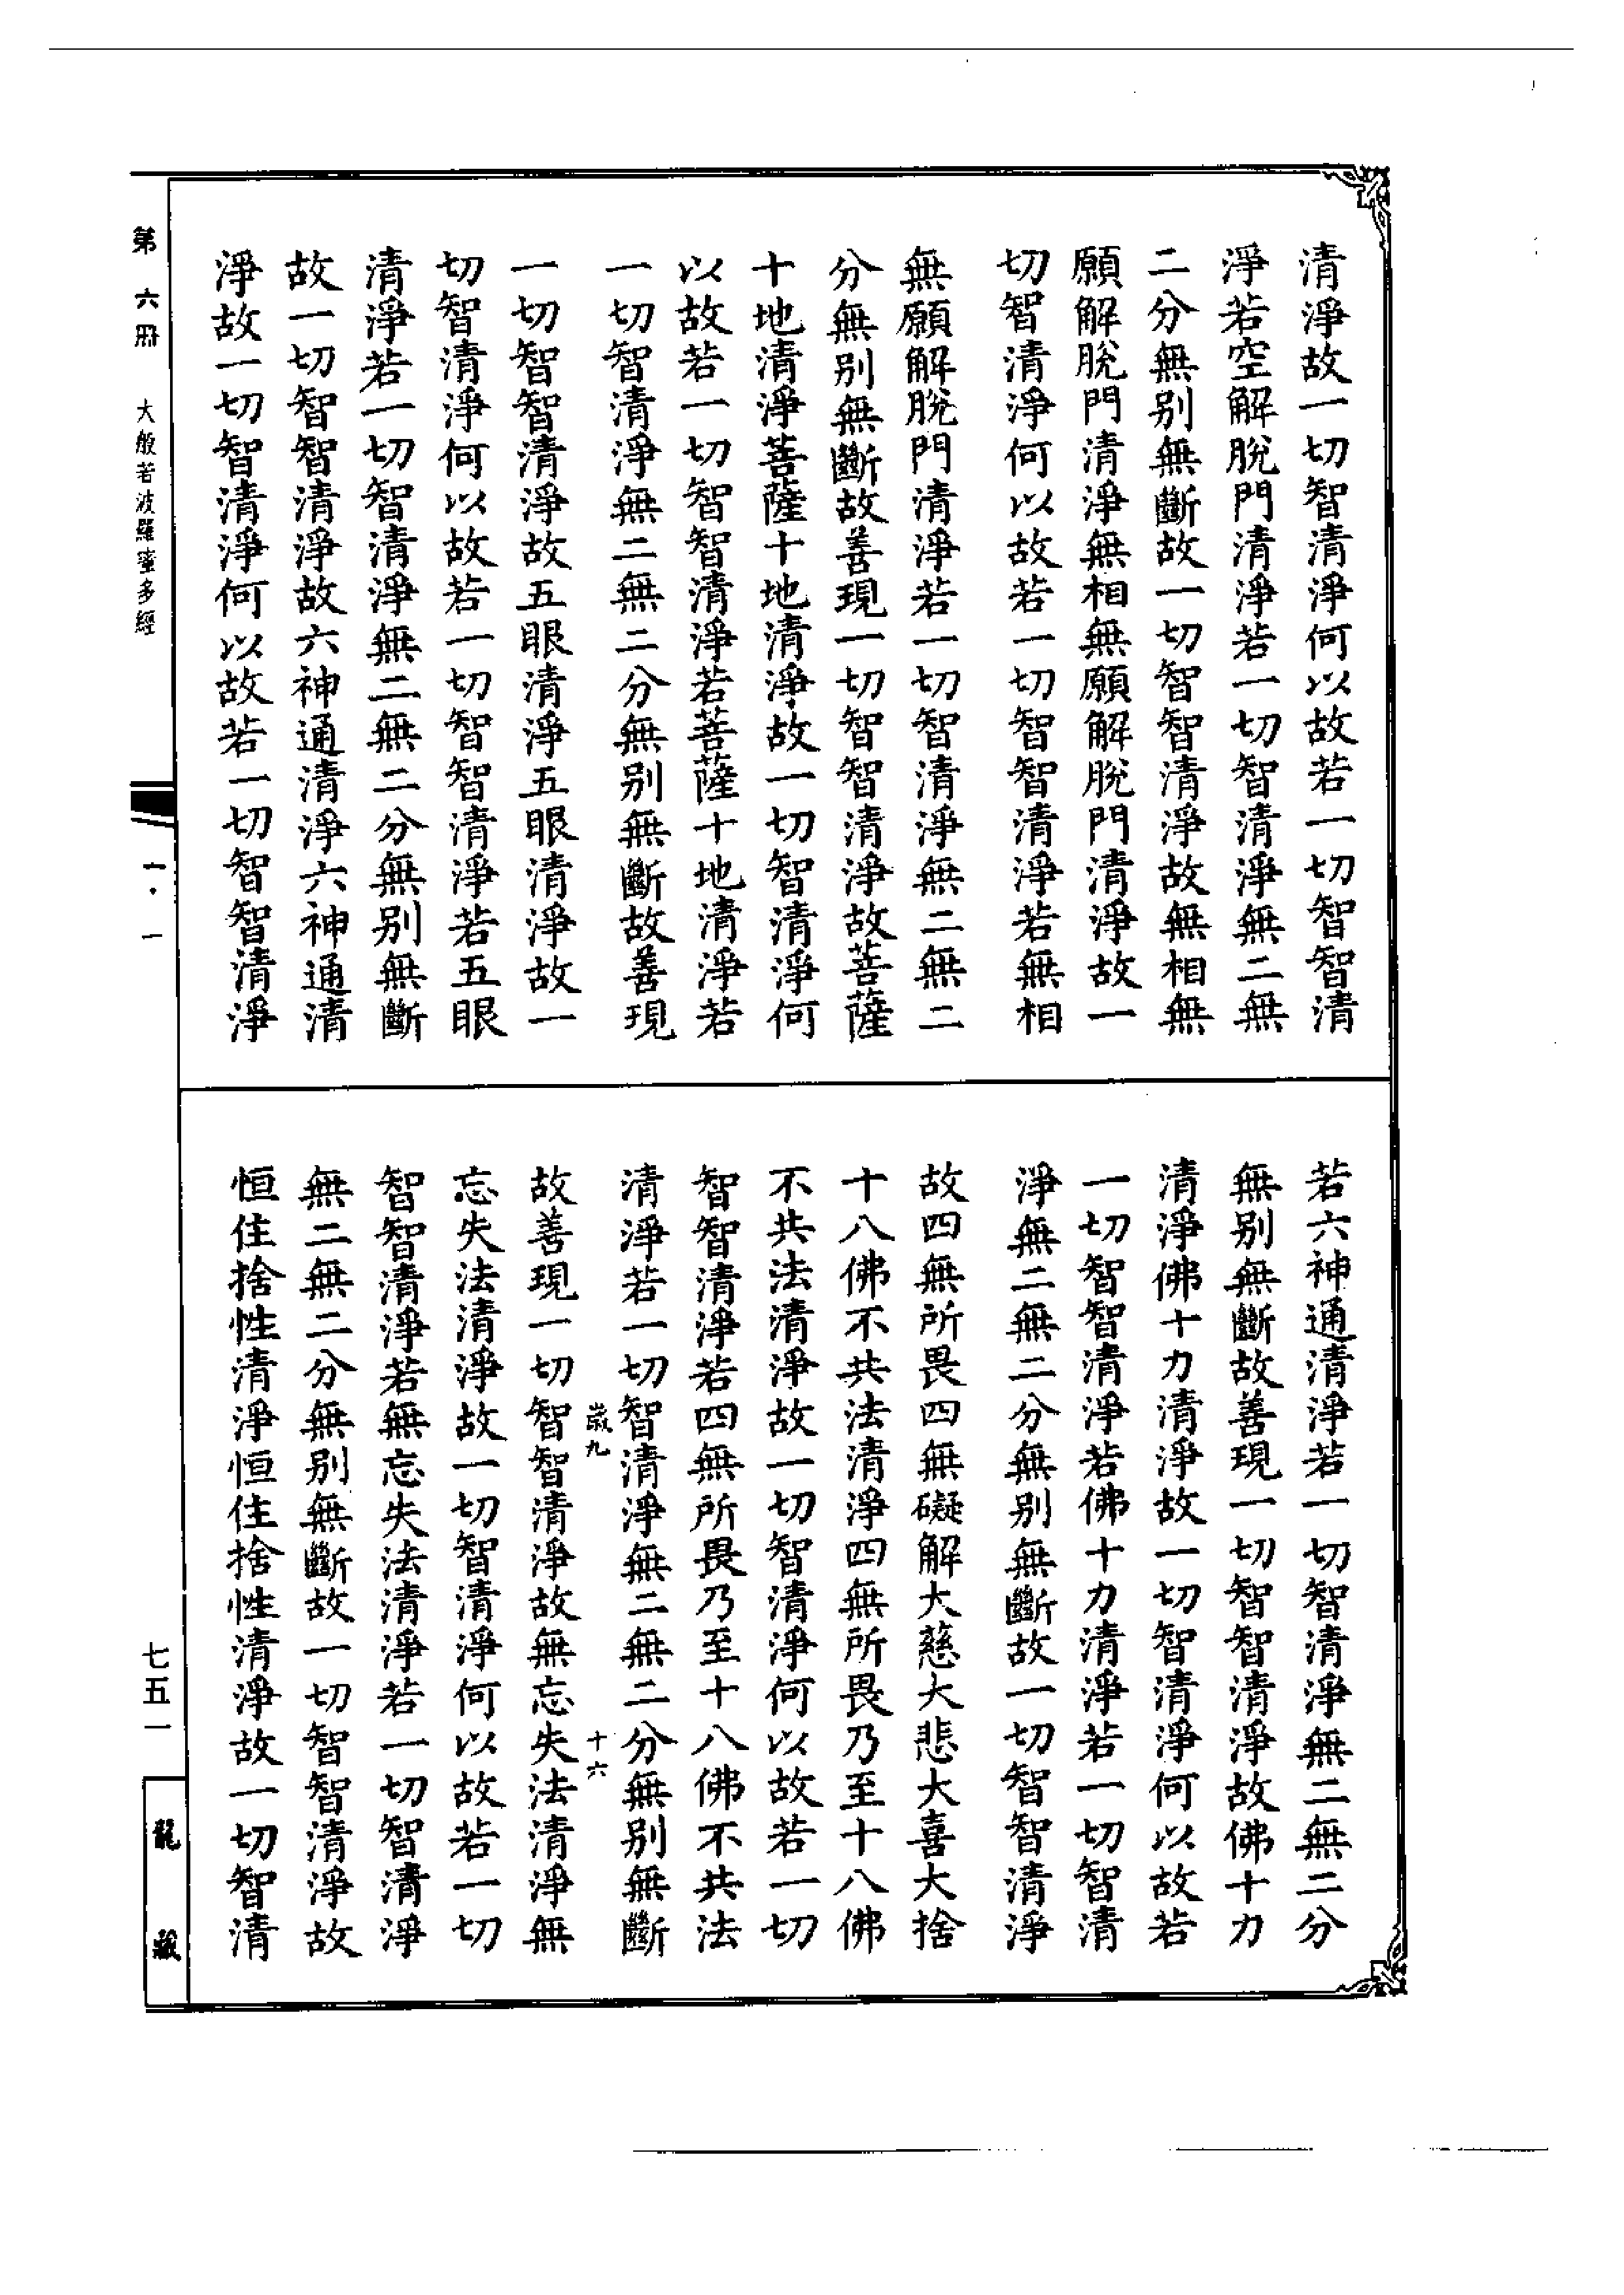 清淨故一切智清淨何以故若一切智智清
淨若空解脫門清淨若一切智清淨無二無
二分無別無斷故一切智智清淨故無相無
願解脫門清淨無相無願解脫門清淨故一
切智清淨何以故若一切智智清淨若無相
無願解脫門清淨若一切智清淨無二無二
分無別無斷故善現一切智智清淨故菩薩
十地清淨菩薩十地清淨故一切智清淨何
以故若一切智智清淨若菩薩十地清淨若
一切智清淨無二無二分無別無斷故善現
一切智智清淨故五眼清淨五眼清淨故一
切智清淨何以故若一切智智清淨若五眼
清淨若一切智清淨無二無二分無別無斷
故一切智智清淨故六神通清淨六神通清
淨故一切智清淨何以故若一切智智清淨
若六神通清淨若一切智清淨無二無二分
無別無斷故善現一切智智清淨故佛十力
清淨佛十力清淨故一切智清淨何以故若
一切智智清淨若佛十力清淨若一切智清
淨無二無二分無別無斷故一切智智清淨
故四無所畏四無礙解大慈大悲大喜大捨
十八佛不共法清淨四無所畏乃至十八佛
不共法清淨故一切智清淨何以故若一切
智智清淨若四無所畏乃至十八佛不共法
清淨若一切智清淨無二無二分無別無斷
歲九 十六
故善現一切智智清淨故無忘失法清淨無
忘失法清淨故一切智清淨何以故若一切
智智清淨若無忘失法清淨若一切智清淨
無二無二分無別無斷故一切智智清淨故
恒住捨性清淨恒住捨性清淨故一切智清
第六冊 大般若波羅蜜多經
一·一
七五一
龍藏